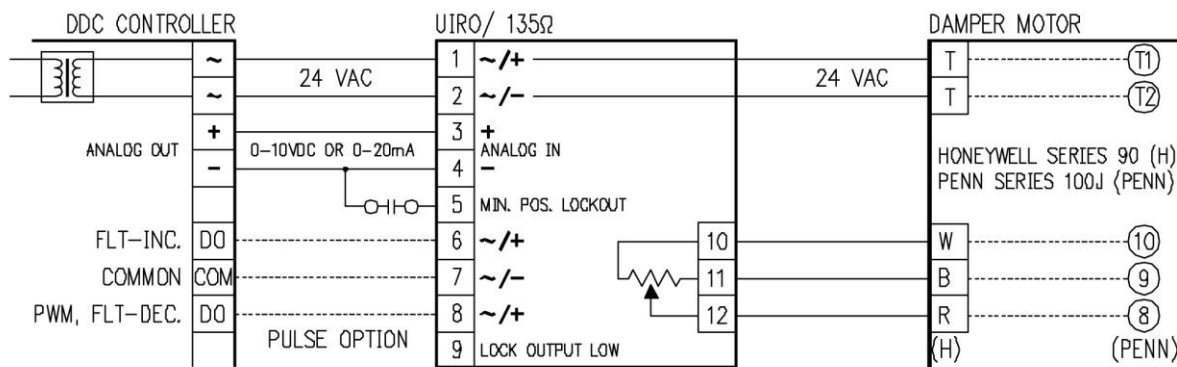 DDC CONTROLLER UIRO/ 135Ω DAMPER MOTOR
~ 1 ~/+ T T1
24 VAC 24 VAC
~ 2 ~/− T T2
+ 3 +
ANALOG OUT 0–10VDC OR 0–20mA ANALOG IN HONEYWELL SERIES 90 (H)
− 4 − PENN SERIES 100J (PENN)
5 MIN. POS. LOCKOUT
FLT–INC. DO 6 ~/+ 10 W 10
COMMON COM 7 ~/− 11 B 9
PWM, FLT–DEC. DO 8 ~/+ 12 R 8
PULSE OPTION 9 LOCK OUTPUT LOW (H) (PENN)